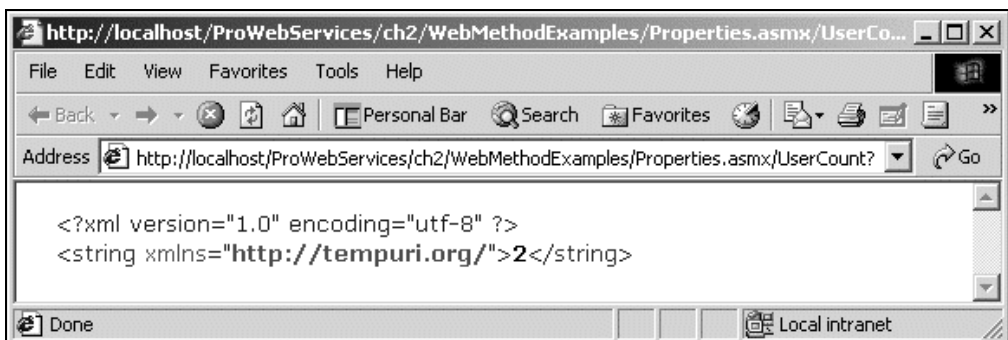 http://localhost/ProWebServices/ch2/WebMethodExamples/Properties.asmx/UserCo...
File Edit View Favorites Tools Help
Back Personal Bar Search Favorites »
Address http://localhost/ProWebServices/ch2/WebMethodExamples/Properties.asmx/UserCount? Go
<?xml version="1.0" encoding="utf-8" ?>
<string xmlns="http://tempuri.org/">2</string>
Done Local intranet